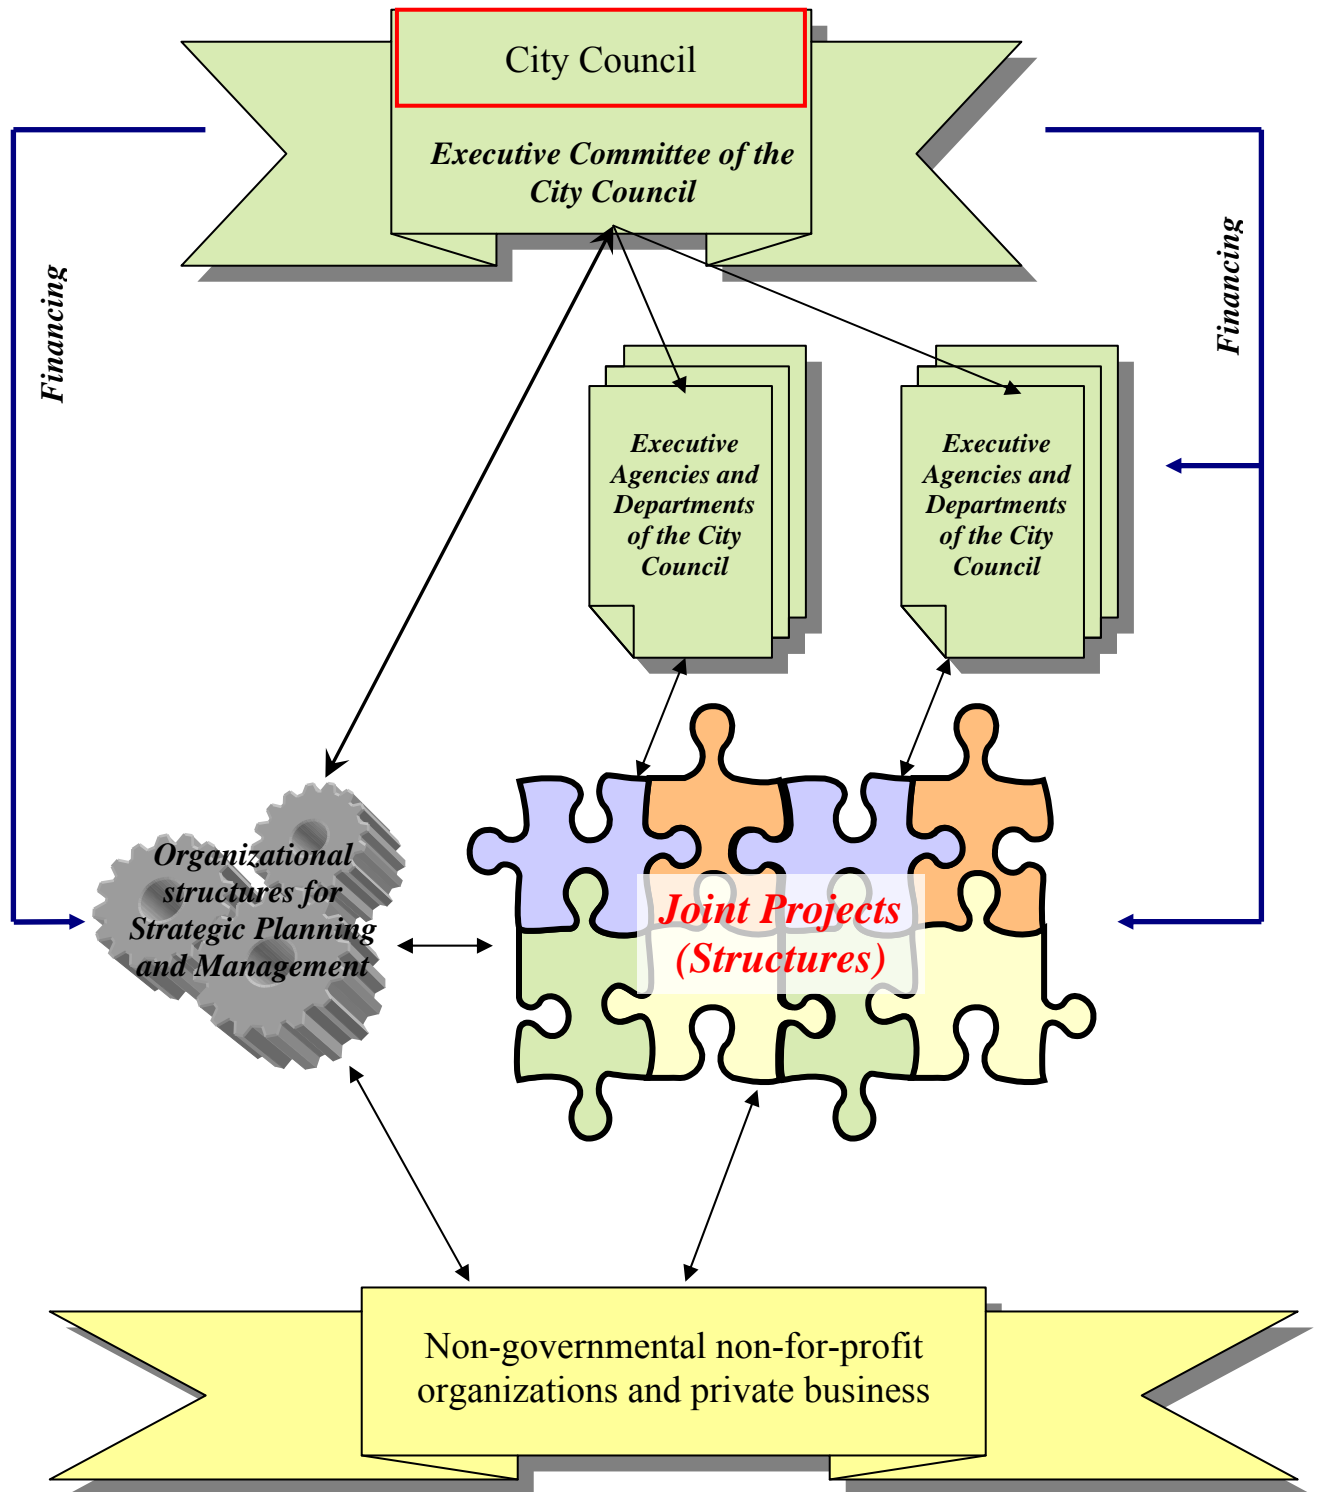 City Council
Executive Committee of the
City Council
Financing
Financing
Executive
Agencies and
Departments
of the City
Council
Executive
Agencies and
Departments
of the City
Council
Organizational
structures for
Strategic Planning
and Management
Joint Projects
(Structures)
Non-governmental non-for-profit
organizations and private business